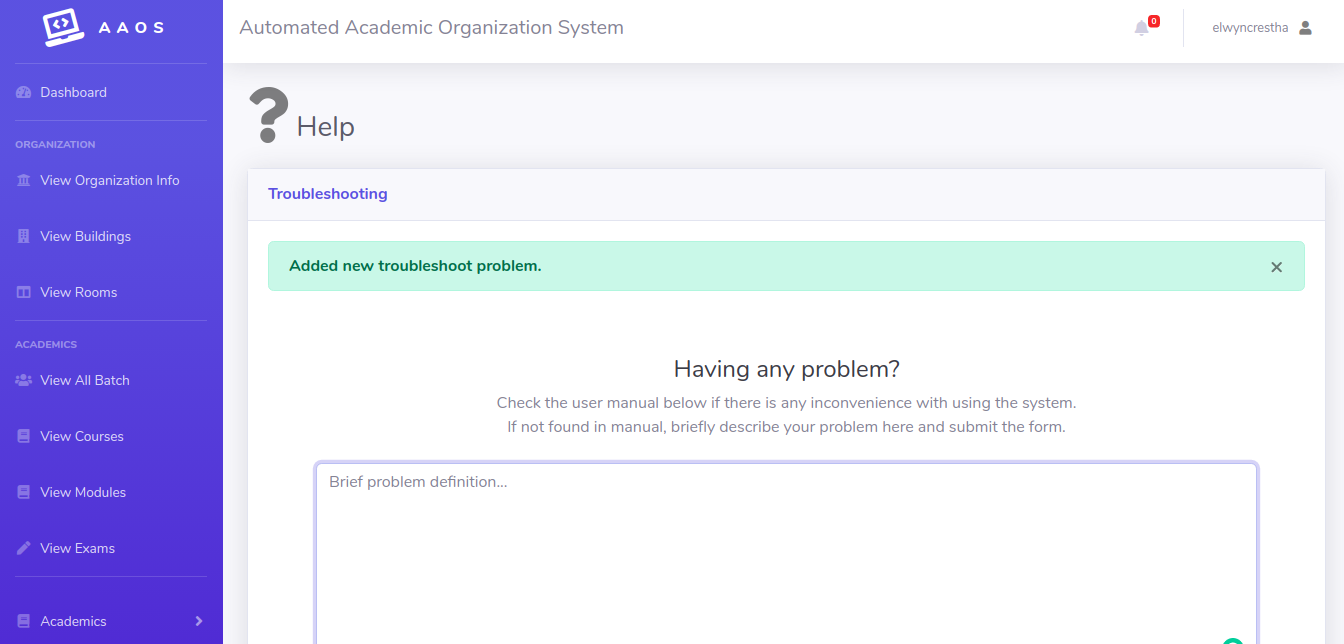 AAOS
Automated Academic Organization System
0
elwyncrestha
Dashboard
ORGANIZATION
View Organization Info
View Buildings
View Rooms
ACADEMICS
View All Batch
View Courses
View Modules
View Exams
Academics
Help
Troubleshooting
Added new troubleshoot problem.
×
Having any problem?
Check the user manual below if there is any inconvenience with using the system.
If not found in manual, briefly describe your problem here and submit the form.
Brief problem definition...